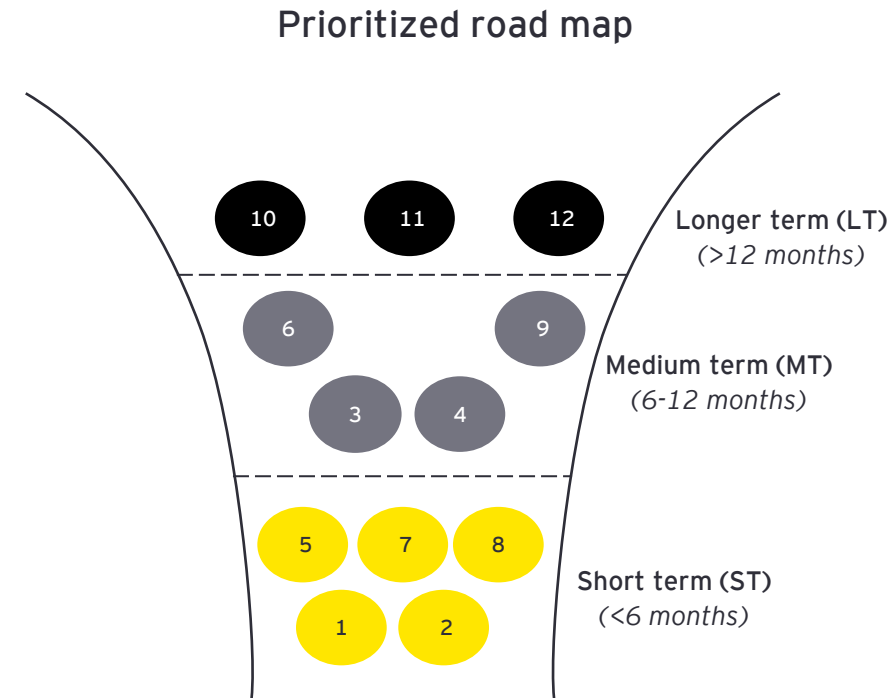 Prioritized road map
10 11 12
Longer term (LT)
(>12 months)
6 9
Medium term (MT)
(6-12 months)
3 4
5 7 8
Short term (ST)
(<6 months)
1 2